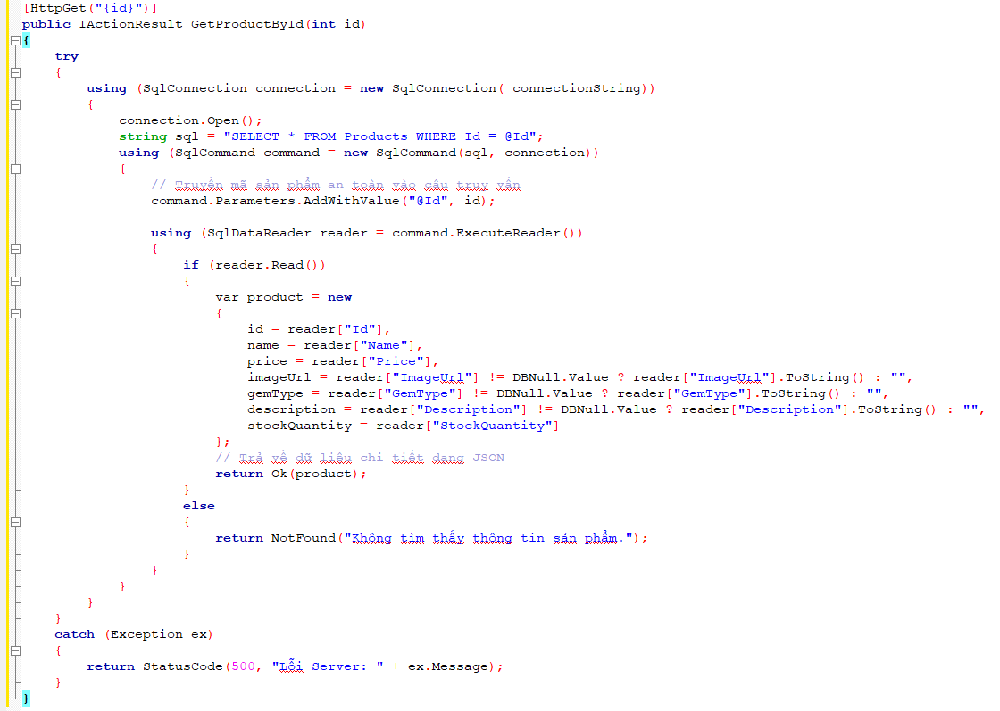 [HttpGet("{id}")]
public IActionResult GetProductById(int id)
{
    try
    {
        using (SqlConnection connection = new SqlConnection(_connectionString))
        {
            connection.Open();
            string sql = "SELECT * FROM Products WHERE Id = @Id";
            using (SqlCommand command = new SqlCommand(sql, connection))
            {
                // Truyền mã sản phẩm an toàn vào câu truy vấn
                command.Parameters.AddWithValue("@Id", id);

                using (SqlDataReader reader = command.ExecuteReader())
                {
                    if (reader.Read())
                    {
                        var product = new
                        {
                            id = reader["Id"],
                            name = reader["Name"],
                            price = reader["Price"],
                            imageUrl = reader["ImageUrl"] != DBNull.Value ? reader["ImageUrl"].ToString() : "",
                            gemType = reader["GemType"] != DBNull.Value ? reader["GemType"].ToString() : "",
                            description = reader["Description"] != DBNull.Value ? reader["Description"].ToString() : "",
                            stockQuantity = reader["StockQuantity"]
                        };
                        // Trả về dữ liệu chi tiết dạng JSON
                        return Ok(product);
                    }
                    else
                    {
                        return NotFound("Không tìm thấy thông tin sản phẩm.");
                    }
                }
            }
        }
    }
    catch (Exception ex)
    {
        return StatusCode(500, "Lỗi Server: " + ex.Message);
    }
}